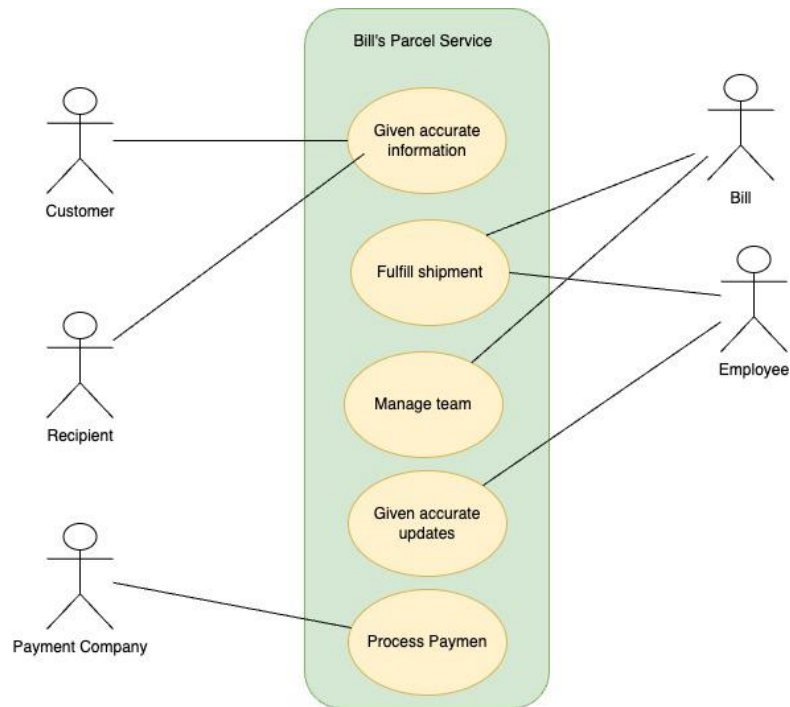 Bill's Parcel Service
Given accurate
information
Customer
Bill
Fulfill shipment
Employee
Recipient
Manage team
Given accurate
updates
Payment Company
Process Paymen